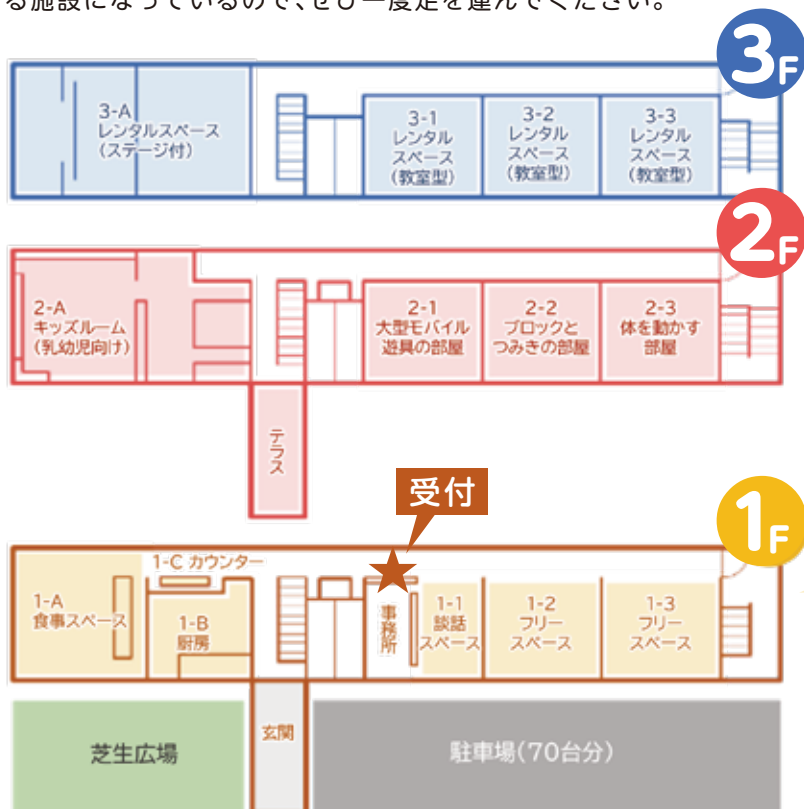 る施設になっているので、ぜひ一度足を運んでください。
3F
3-A
レンタルスペース
(ステージ付)
3-1
レンタル
スペース
(教室型)
3-2
レンタル
スペース
(教室型)
3-3
レンタル
スペース
(教室型)
2F
2-A
キッズルーム
(乳幼児向け)
2-1
大型モバイル
遊具の部屋
2-2
ブロックと
つみきの部屋
2-3
体を動かす
部屋
テラス
受付
1F
1-C カウンター
1-A
食事スペース
1-B
厨房
事務所
1-1
談話
スペース
1-2
フリー
スペース
1-3
フリー
スペース
芝生広場
玄関
駐車場(70台分)